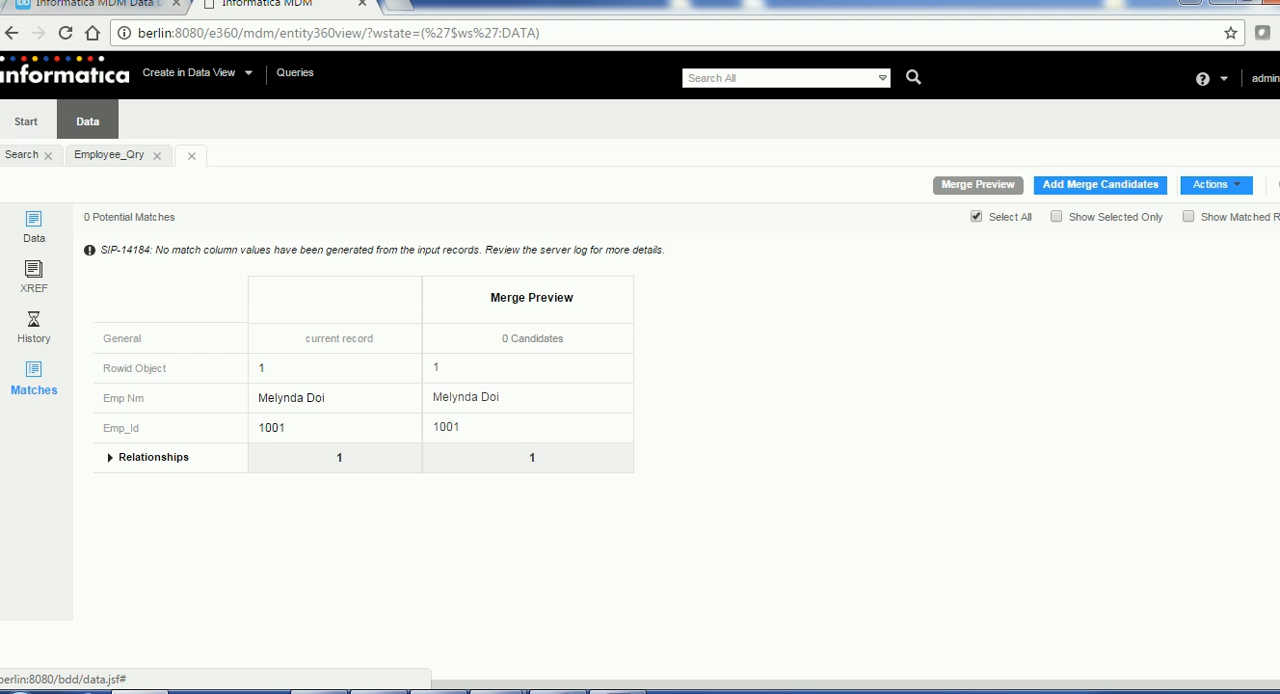 Informatica MDM Data
Informatica MDM
berlin:8080/e360/mdm/entity360view/?wstate=(%27$ws%27:DATA)
informatica
Create in Data View
Queries
Search All
admin
Start
Data
Search
Employee_Qry
Merge Preview
Add Merge Candidates
Actions
Data
XREF
History
Matches
0 Potential Matches
Select All
Show Selected Only
Show Matched R
SIP-14184: No match column values have been generated from the input records. Review the server log for more details.
Merge Preview
General
current record
0 Candidates
Rowid Object
1
1
Emp Nm
Melynda Doi
Melynda Doi
Emp_Id
1001
1001
Relationships
1
1
berlin:8080/bdd/data.jsf#